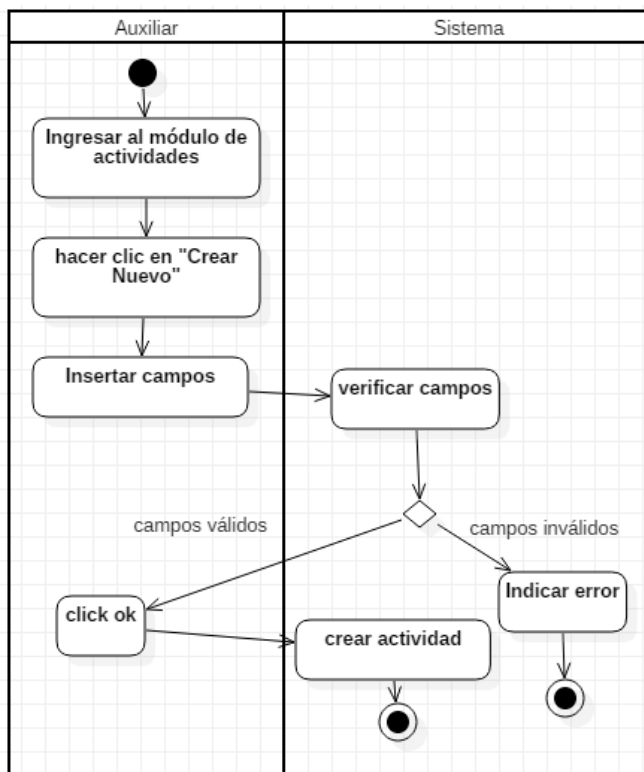 Auxiliar
Sistema
Ingresar al módulo de
actividades
hacer clic en "Crear
Nuevo"
Insertar campos
verificar campos
campos válidos
campos inválidos
click ok
Indicar error
crear actividad